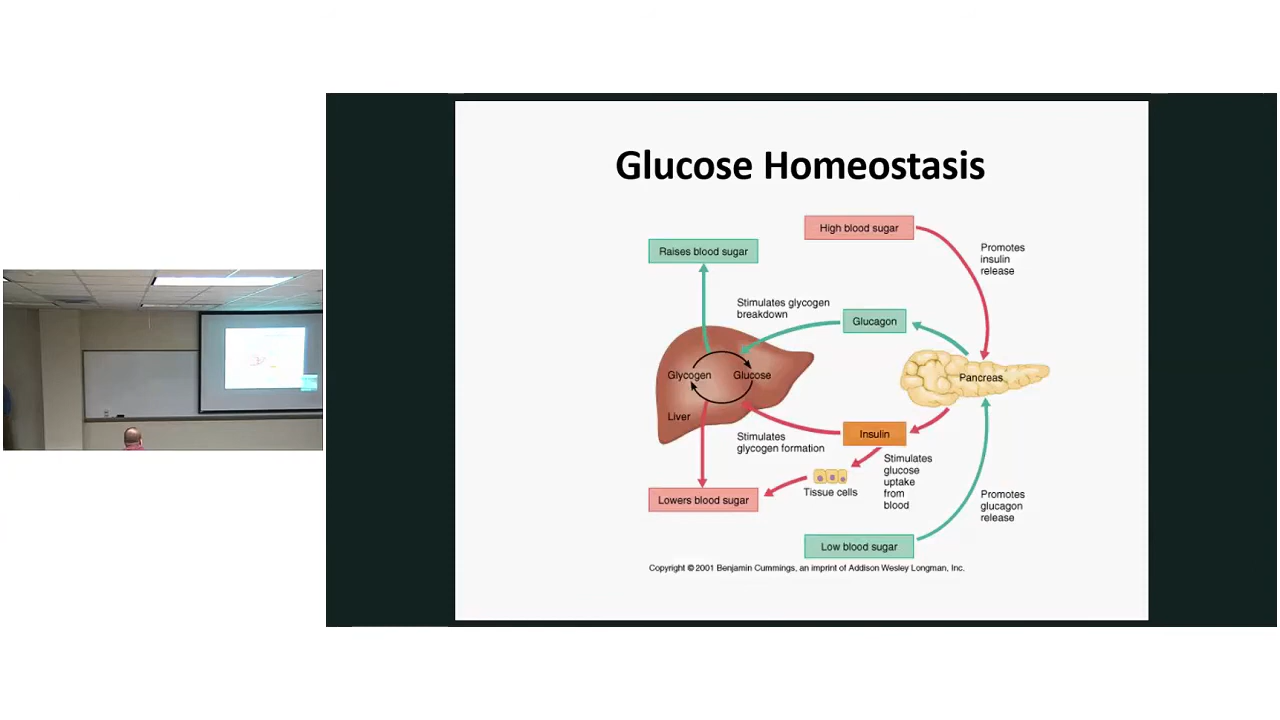 Glucose Homeostasis
High blood sugar
Raises blood sugar
Promotes
insulin
release
Stimulates glycogen
breakdown
Glucagon
Glycogen
Glucose
Pancreas
Liver
Insulin
Stimulates
glycogen formation
Stimulates
glucose
uptake
from
blood
Tissue cells
Lowers blood sugar
Promotes
glucagon
release
Low blood sugar
Copyright © 2001 Benjamin Cummings, an imprint of Addison Wesley Longman, Inc.